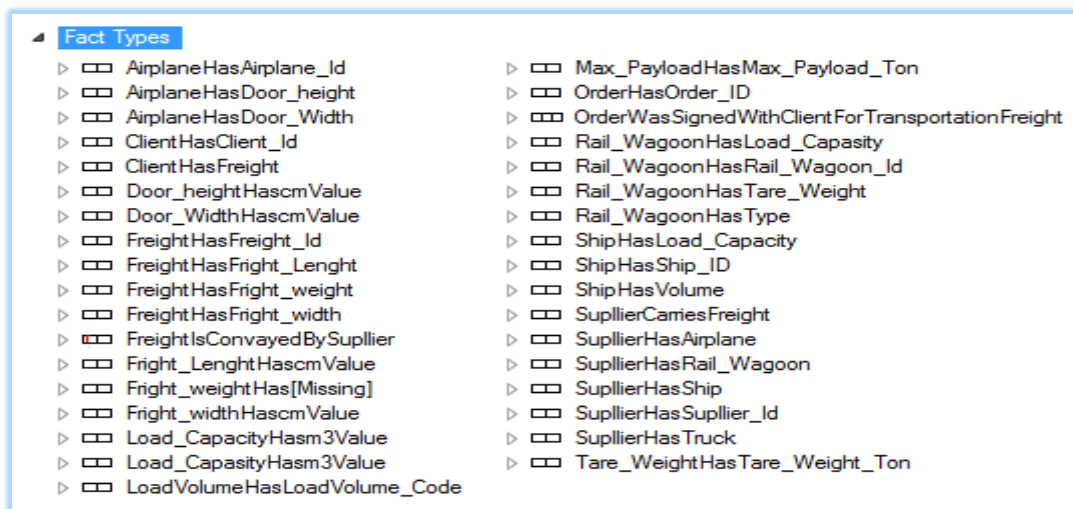 Fact Types
AirplaneHasAirplane_Id
AirplaneHasDoor_height
AirplaneHasDoor_Width
ClientHasClient_Id
ClientHasFreight
Door_heightHascmValue
Door_WidthHascmValue
FreightHasFreight_Id
FreightHasFright_Lenght
FreightHasFright_weight
FreightHasFright_width
FreightIsConvayedBySupllier
Fright_LenghtHascmValue
Fright_weightHas[Missing]
Fright_widthHascmValue
Load_CapacityHasm3Value
Load_CapasityHasm3Value
LoadVolumeHasLoadVolume_Code
Max_PayloadHasMax_Payload_Ton
OrderHasOrder_ID
OrderWasSignedWithClientForTransportationFreight
Rail_WagoonHasLoad_Capasity
Rail_WagoonHasRail_Wagoon_Id
Rail_WagoonHasTare_Weight
Rail_WagoonHasType
ShipHasLoad_Capacity
ShipHasShip_ID
ShipHasVolume
SupllierCarriesFreight
SupllierHasAirplane
SupllierHasRail_Wagoon
SupllierHasShip
SupllierHasSupllier_Id
SupllierHasTruck
Tare_WeightHasTare_Weight_Ton